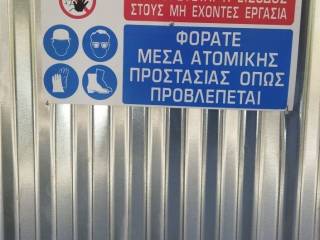 ΣΤΟΥΣ ΜΗ ΕΧΟΝΤΕΣ ΕΡΓΑΣΙΑ
ΦΟΡΑΤΕ
ΜΕΣΑ ΑΤΟΜΙΚΗΣ
ΠΡΟΣΤΑΣΙΑΣ ΟΠΩΣ
ΠΡΟΒΛΕΠΕΤΑΙ